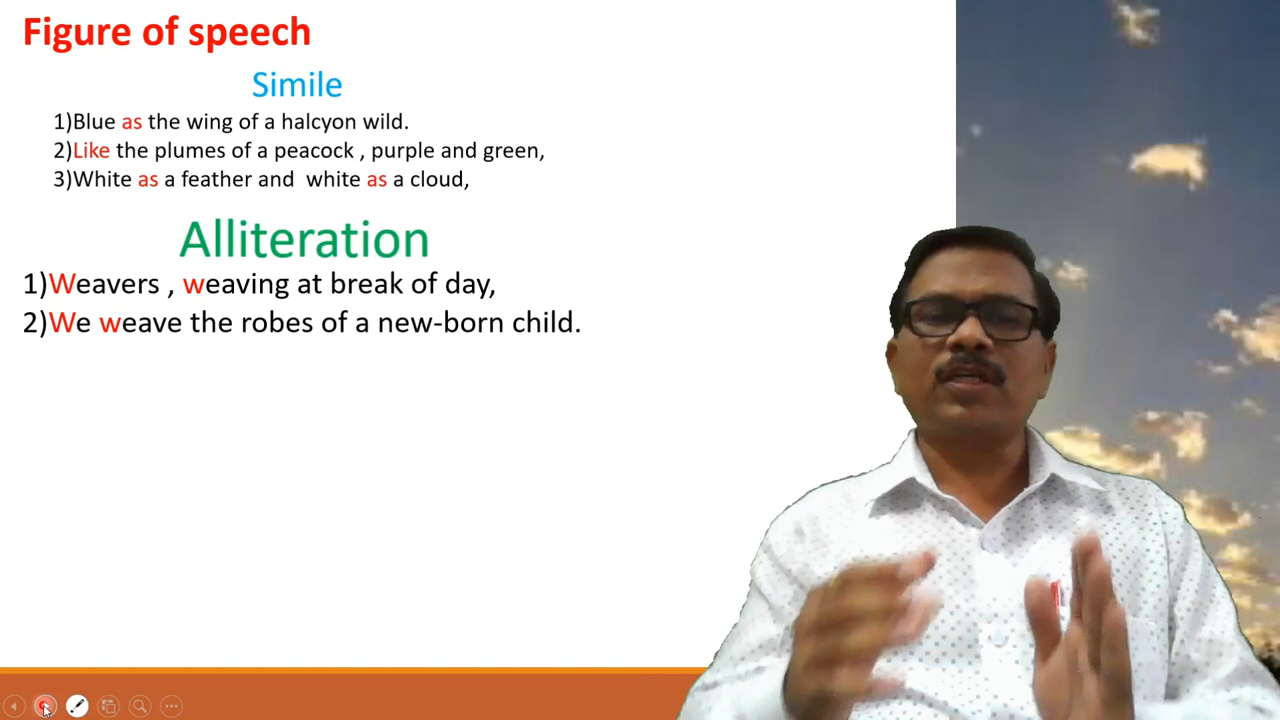 Figure of speech
Simile
1)Blue as the wing of a halcyon wild.
2)Like the plumes of a peacock , purple and green,
3)White as a feather and  white as a cloud,
Alliteration
1)Weavers , weaving at break of day,
2)We weave the robes of a new-born child.